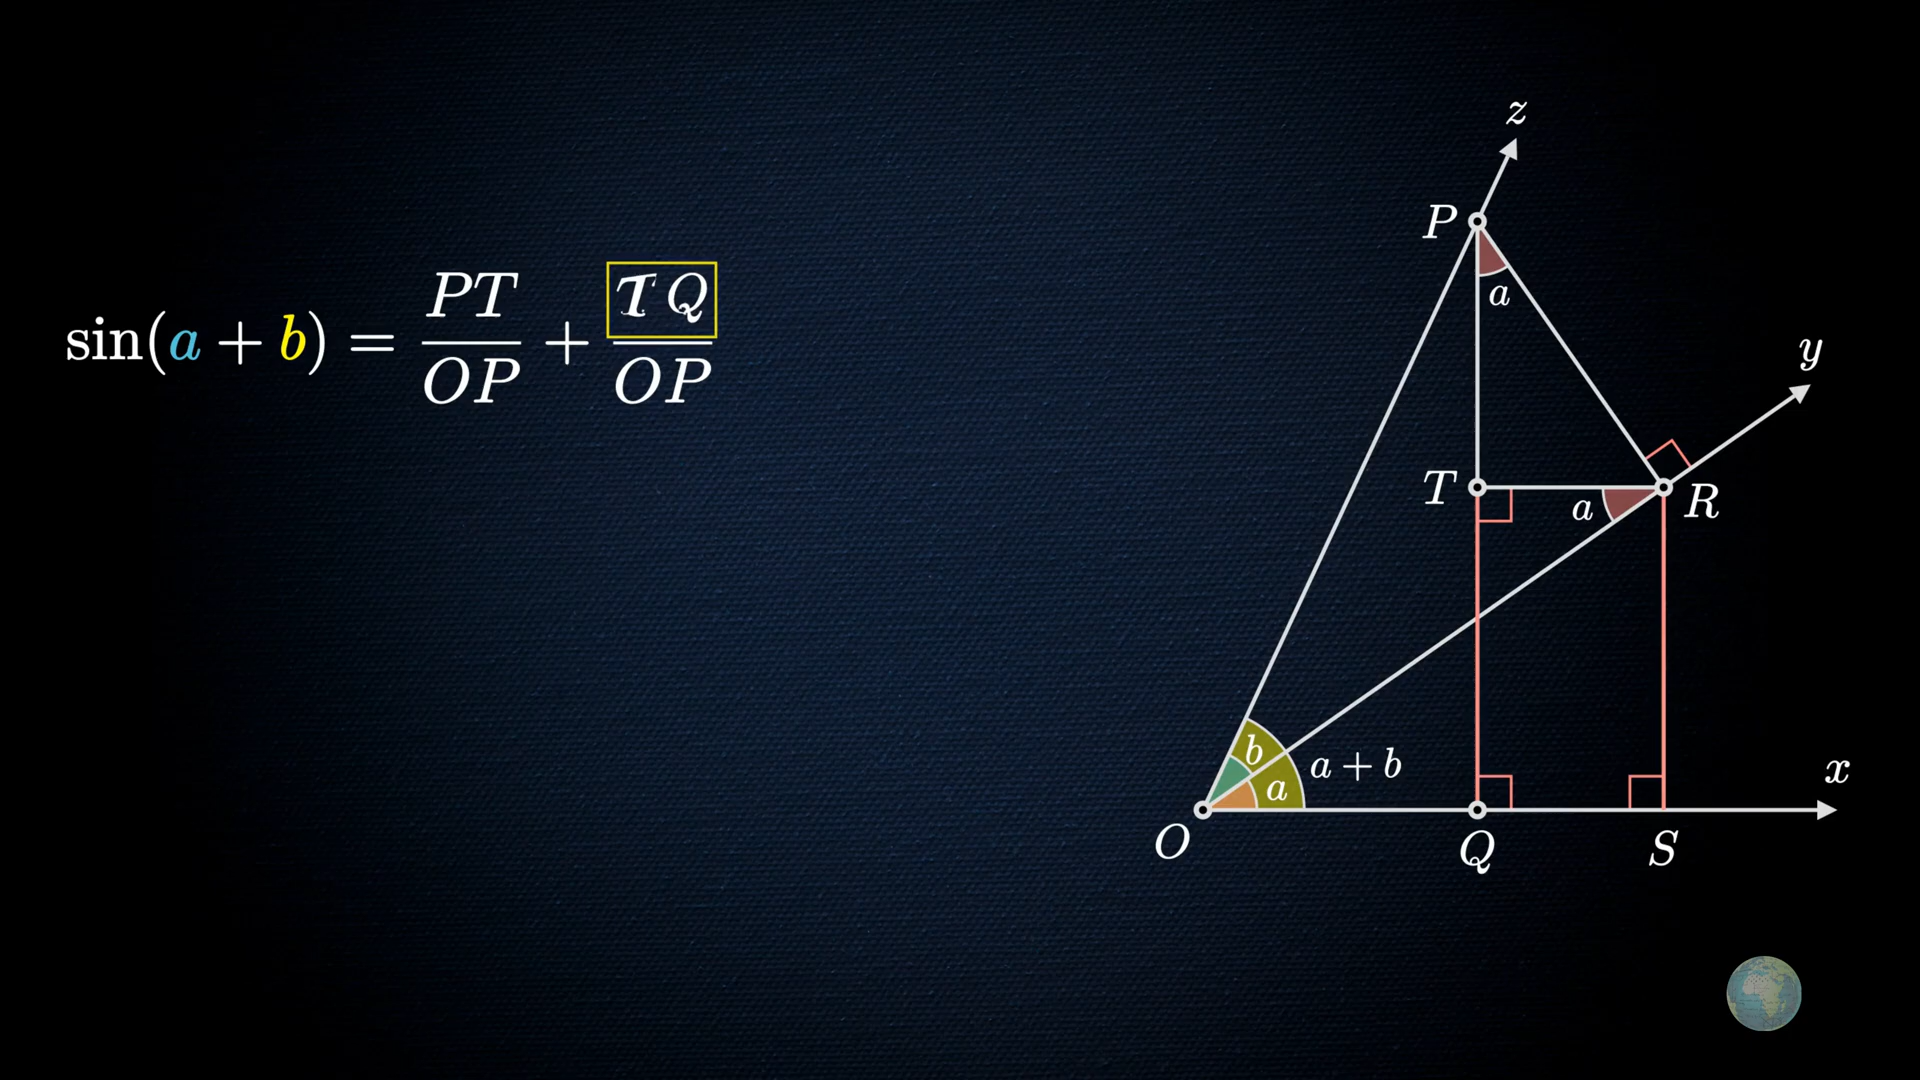 z
P
a
sin(a + b) = PT/OP + TQ/OP
y
T
a
R
b
a + b
a
x
O
Q
S